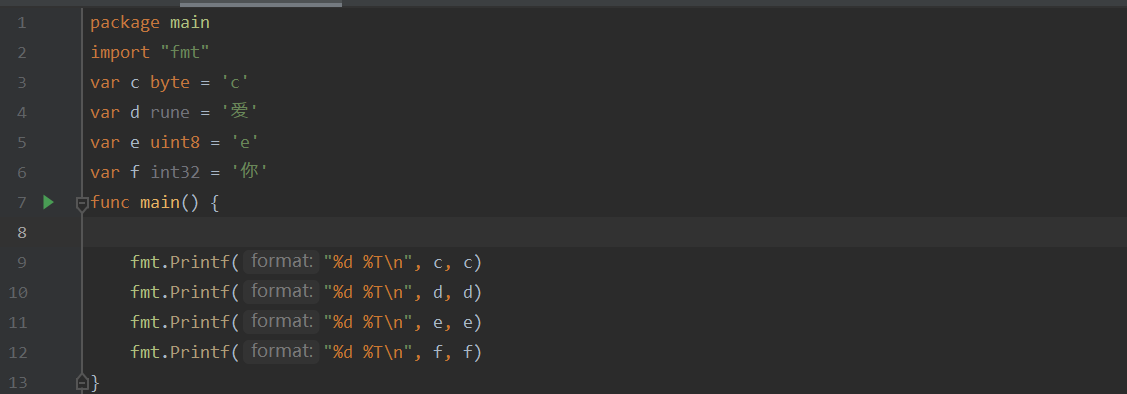 1 package main
2 import "fmt"
3 var c byte = 'c'
4 var d rune = '爱'
5 var e uint8 = 'e'
6 var f int32 = '你'
7 func main() {
8
9 fmt.Printf( format: "%d %T\n", c, c)
10 fmt.Printf( format: "%d %T\n", d, d)
11 fmt.Printf( format: "%d %T\n", e, e)
12 fmt.Printf( format: "%d %T\n", f, f)
13 }